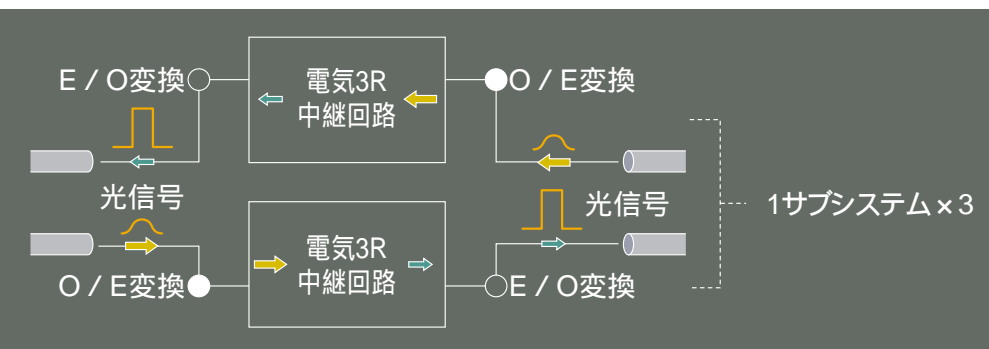 E / O変換
電気3R
中継回路
O / E変換
光信号
光信号
1サブシステム×3
電気3R
中継回路
O / E変換
E / O変換